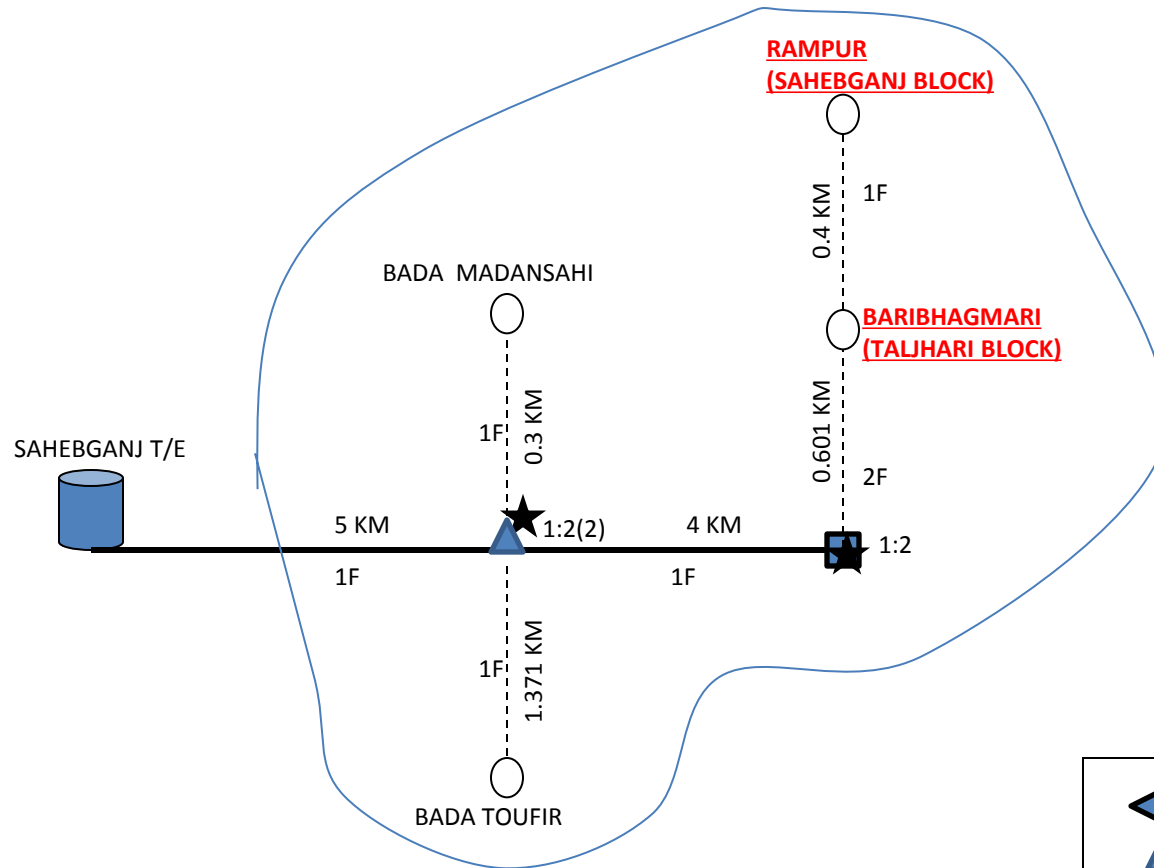 RAMPUR
(SAHEBGANJ BLOCK)
1F
0.4 KM
BADA  MADANSAHI
BARIBHAGMARI
(TALJHARI BLOCK)
1F
0.3 KM
0.601 KM
2F
SAHEBGANJ T/E
5 KM
1:2(2)
4 KM
1:2
1F
1F
1F
1.371 KM
BADA TOUFIR